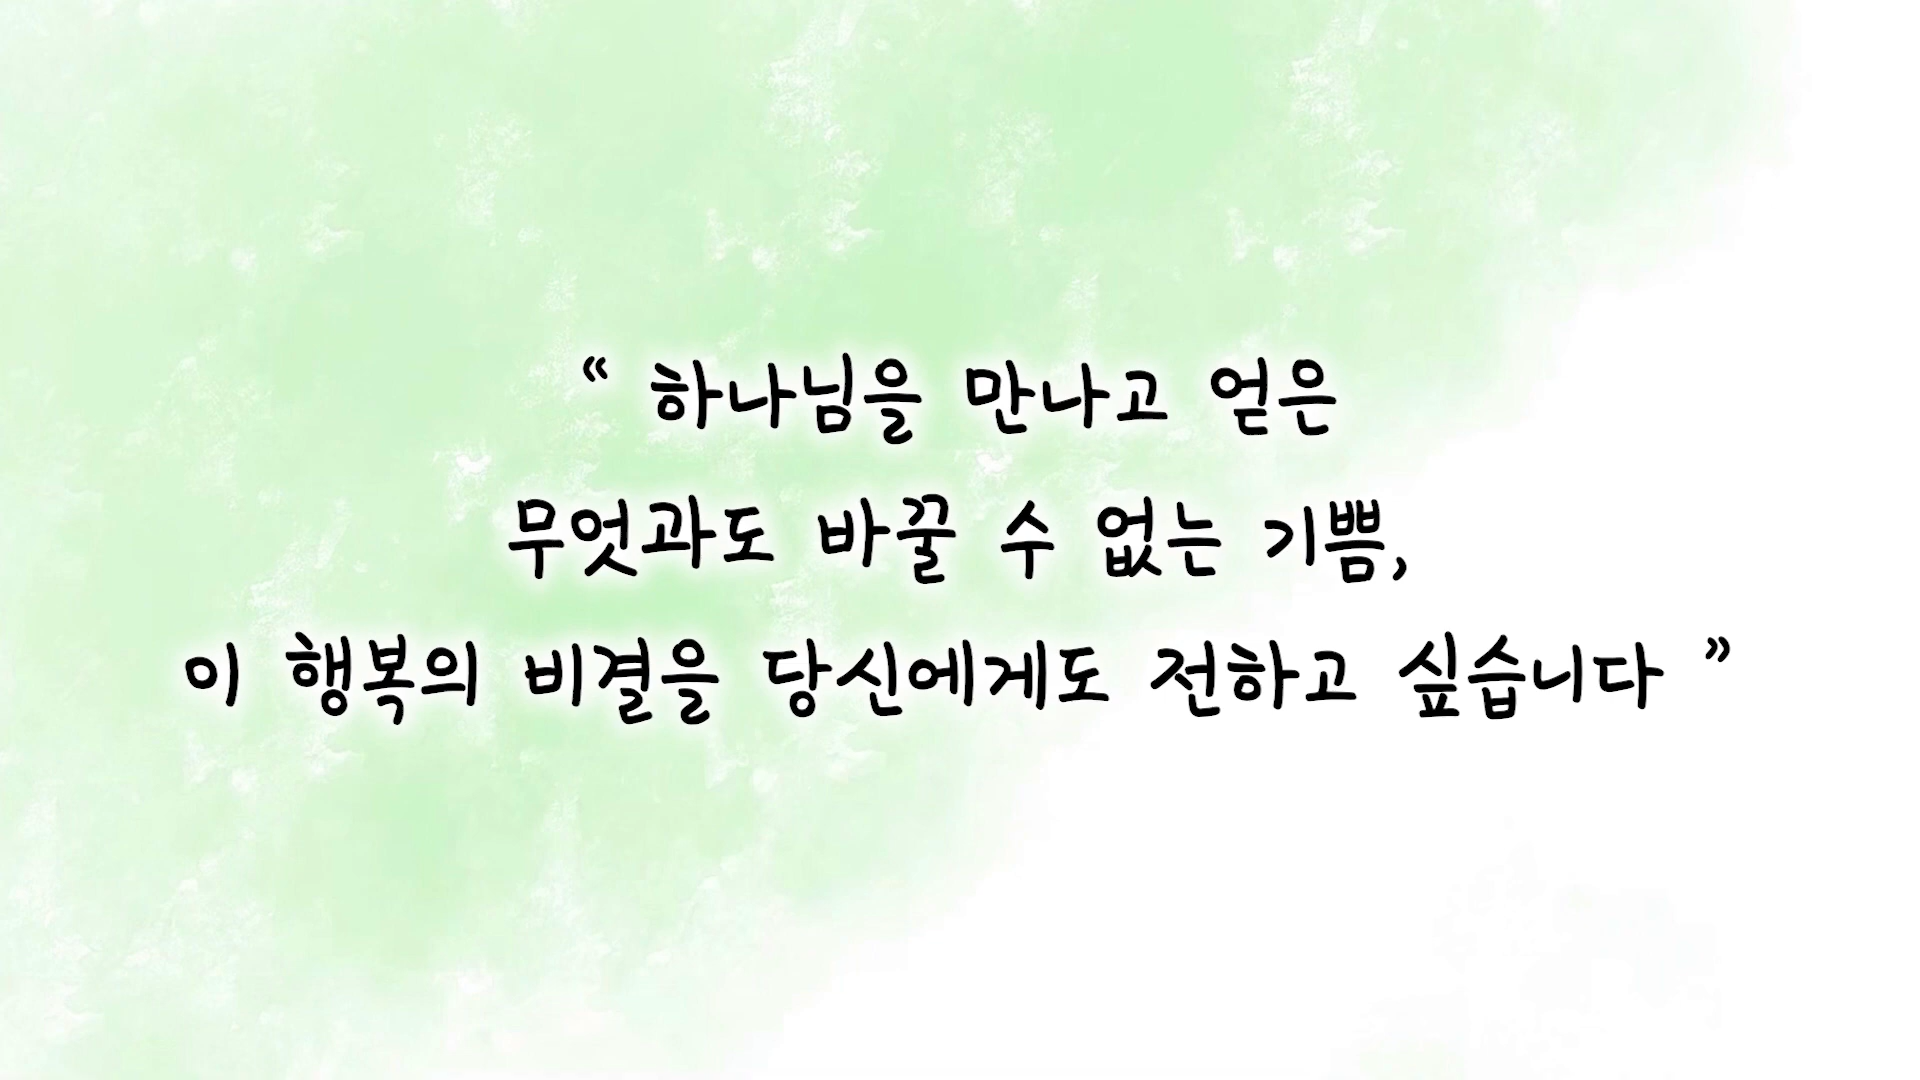 “ 하나님을 만나고 얻은
무엇과도 바꿀 수 없는 기쁨,
이 행복의 비결을 당신에게도 전하고 싶습니다 ”